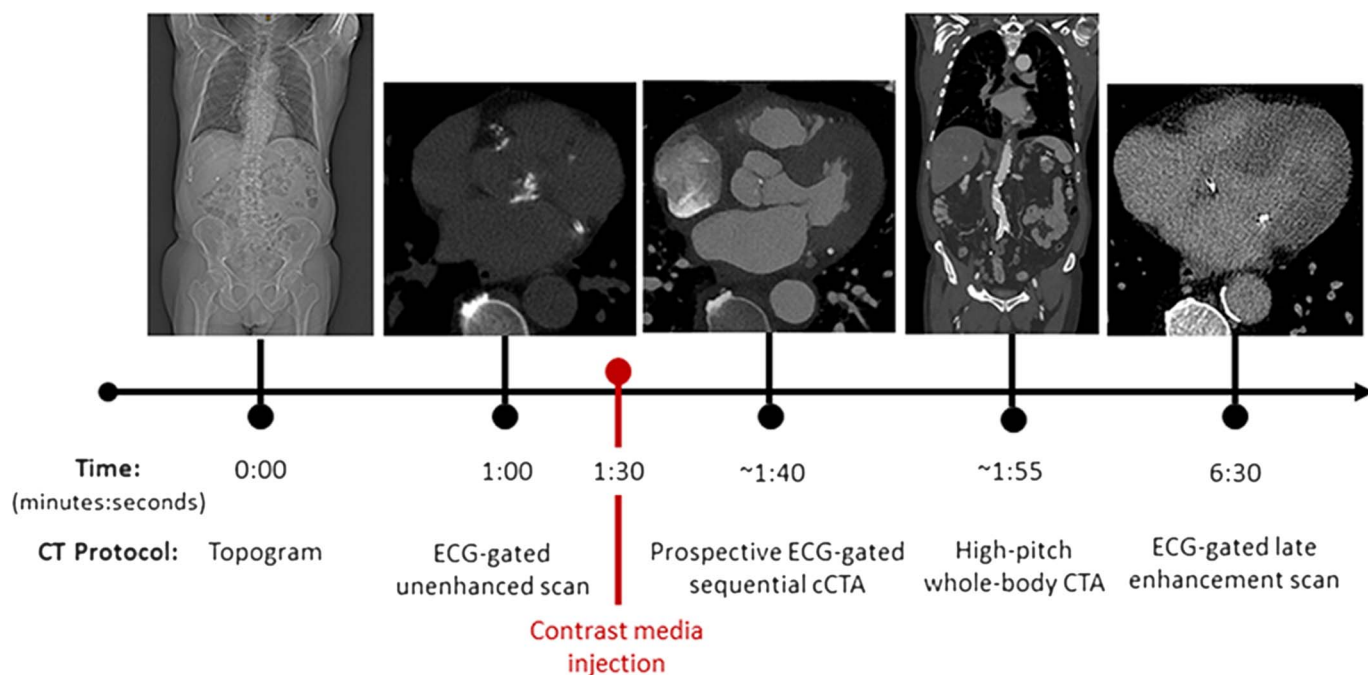 Time: 0:00 1:00 1:30 ~1:40 ~1:55 6:30
(minutes:seconds)
CT Protocol: Topogram
ECG-gated
unenhanced scan
Prospective ECG-gated
sequential cCTA
High-pitch
whole-body CTA
ECG-gated late
enhancement scan
Contrast media
injection